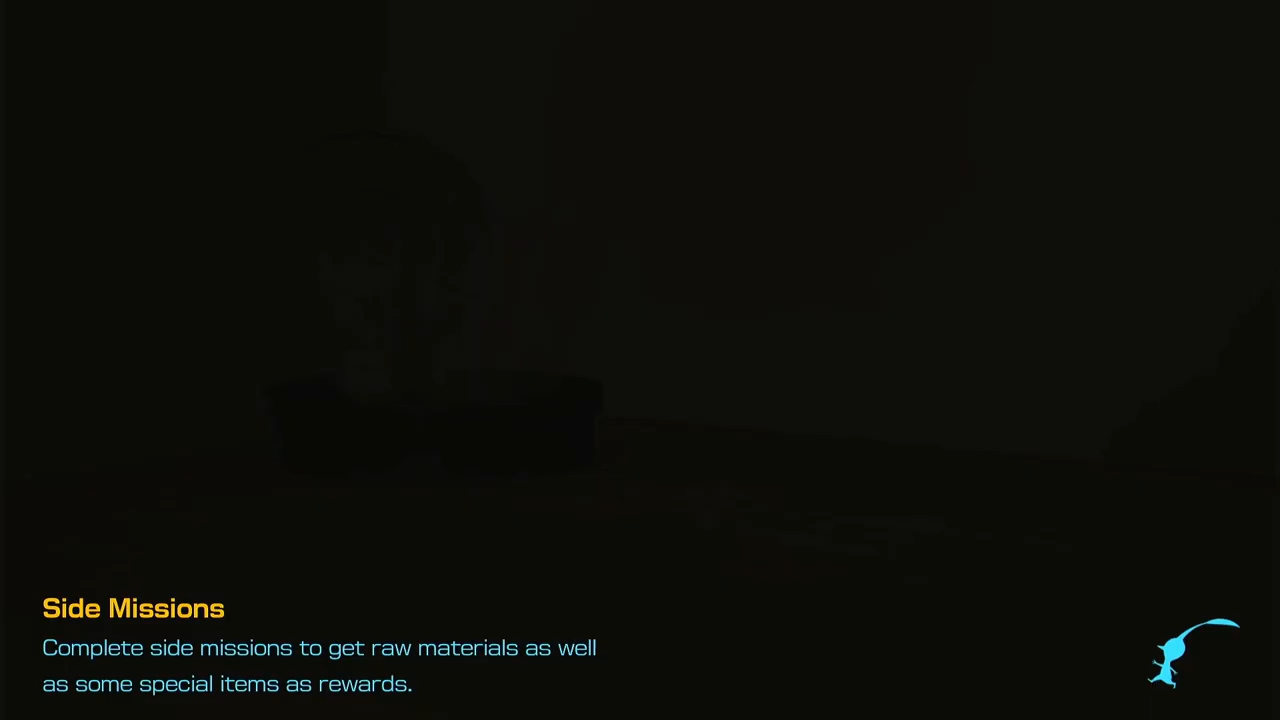 Side Missions
Complete side missions to get raw materials as well
as some special items as rewards.